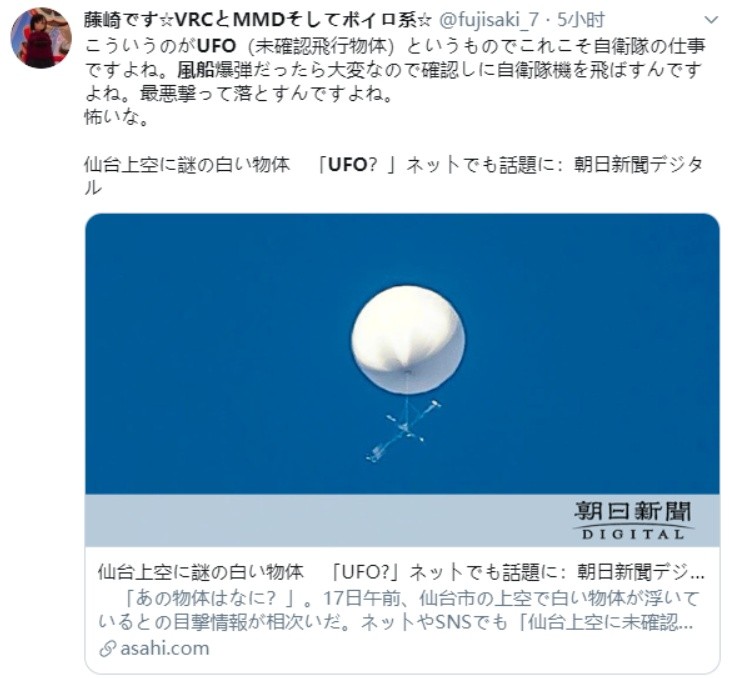 藤崎です☆VRCとMMDそしてボイロ系☆ @fujisaki_7・5小时
こういうのがUFO（未確認飛行物体）というものでこれこそ自衛隊の仕事
ですよね。風船爆弾だったら大変なので確認しに自衛隊機を飛ばすんです
よね。最悪撃って落とすんですよね。
怖いな。
仙台上空に謎の白い物体　「UFO？」ネットでも話題に：朝日新聞デジタ
ル
朝日新聞
DIGITAL
仙台上空に謎の白い物体　「UFO?」ネットでも話題に：朝日新聞デジ...
「あの物体はなに？」。17日午前、仙台市の上空で白い物体が浮いて
いるとの目撃情報が相次いだ。ネットやSNSでも「仙台上空に未確認...
asahi.com